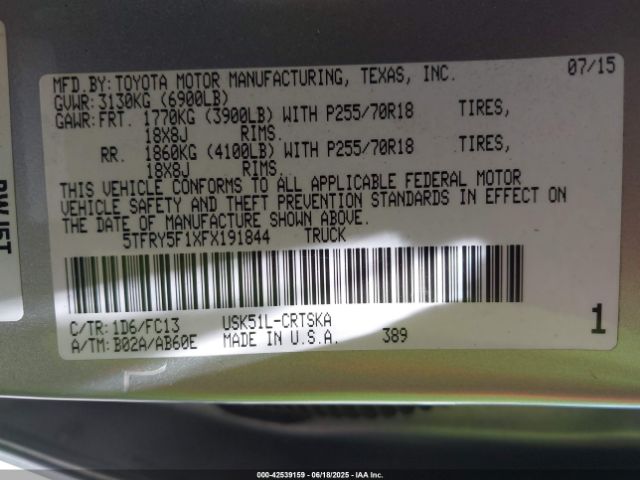 MFD.BY:TOYOTA MOTOR MANUFACTURING, TEXAS, INC. 07/15
GVWR:3130KG (6900LB)
GAWR:FRT. 1770KG (3900LB) WITH P255/70R18 TIRES,
18X8J RIMS.
RR. 1860KG (4100LB) WITH P255/70R18 TIRES,
18X8J RIMS.
THIS VEHICLE CONFORMS TO ALL APPLICABLE FEDERAL MOTOR
VEHICLE SAFETY AND THEFT PREVENTION STANDARDS IN EFFECT ON
THE DATE OF MANUFACTURE SHOWN ABOVE.
5TFRY5F1XFX191844 TRUCK
C/TR:1D6/FC13 USK51L-CRTSKA
A/TM:B02A/AB60E MADE IN U.S.A. 389 1
000-42539159 - 06/18/2025 - IAA Inc.